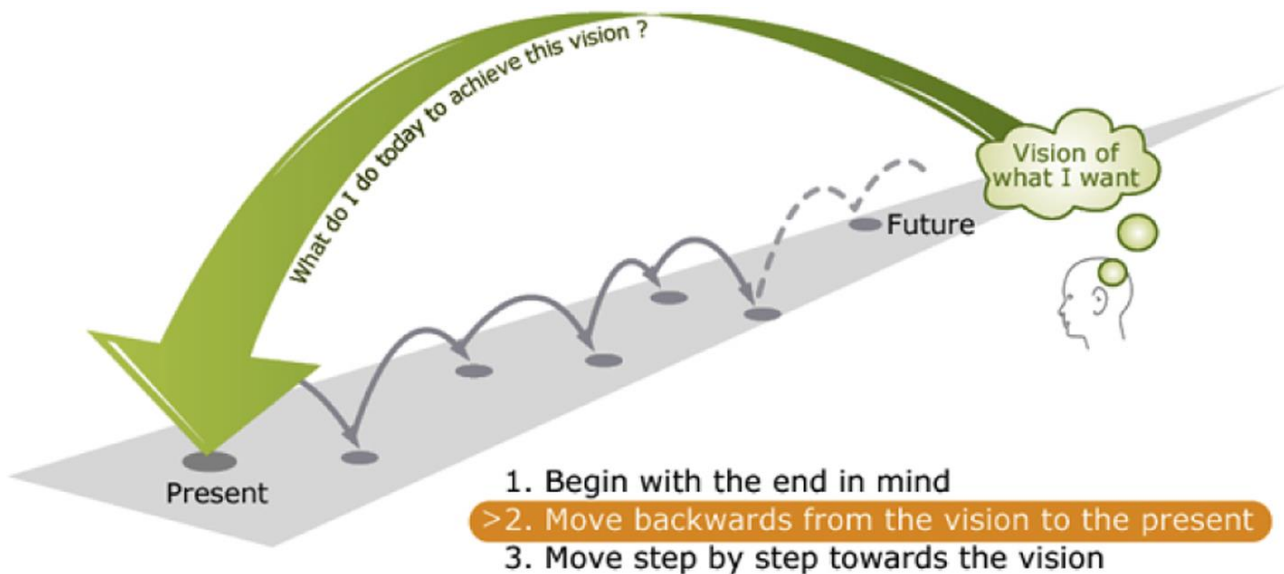 What do I do today to achieve this vision ?
Vision of
what I want
Future
Present
1. Begin with the end in mind
>2. Move backwards from the vision to the present
3. Move step by step towards the vision